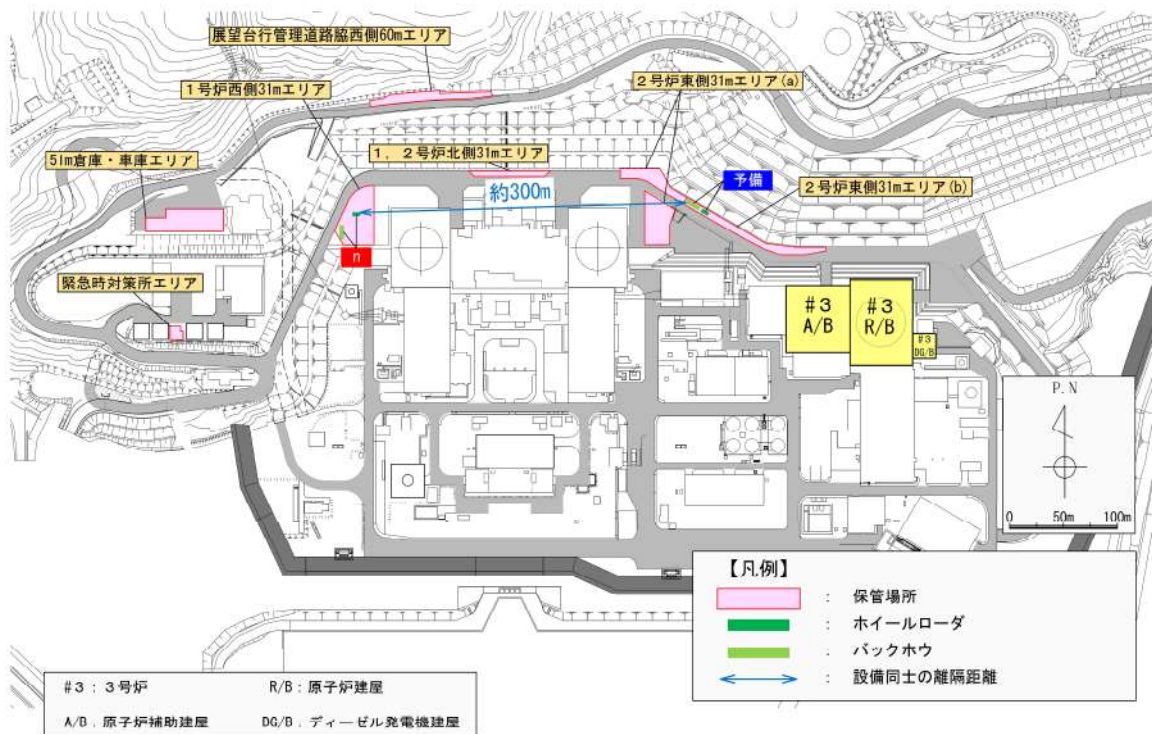 展望台行管理道路脇西側60mエリア
1号炉西側31mエリア
2号炉東側31mエリア(a)
51m倉庫・車庫エリア
1, 2号炉北側31mエリア
予備
2号炉東側31mエリア(b)
約300m
n
緊急時対策所エリア
#3
A/B
#3
R/B
#3
DG/B
P.N
0 50m 100m
【凡例】
: 保管場所
: ホイールローダ
: バックホウ
: 設備同士の離隔距離
#3 : 3号炉 R/B : 原子炉建屋
A/B . 原子炉補助建屋 DG/B . ディーゼル発電機建屋